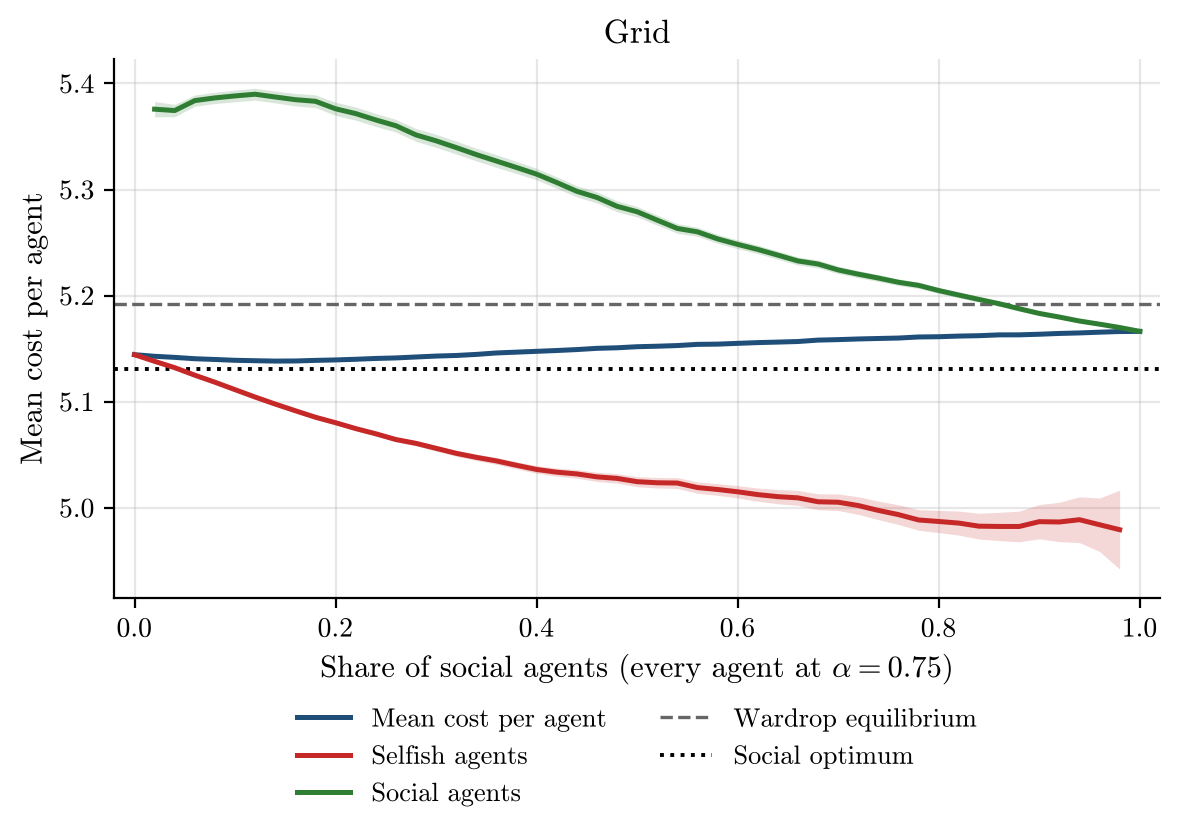 Grid
Mean cost per agent
5.4
5.3
5.2
5.1
5.0
0.0 0.2 0.4 0.6 0.8 1.0
Share of social agents (every agent at α = 0.75)
Mean cost per agent
Selfish agents
Social agents
Wardrop equilibrium
Social optimum